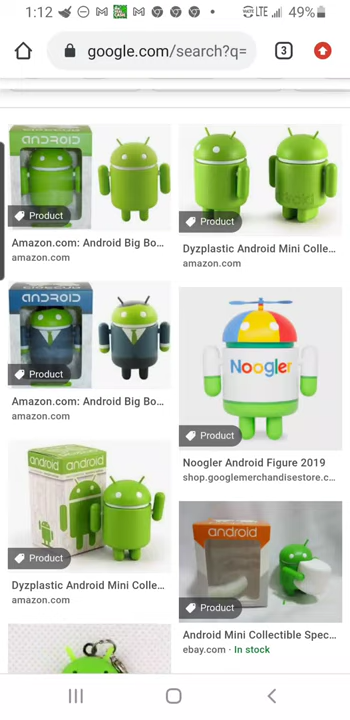 1:12
LTE
49%
google.com/search?q=
3
ANDROID
Product
Amazon.com: Android Big Bo...
amazon.com
Product
Dyzplastic Android Mini Colle...
amazon.com
ANDROID
Product
Amazon.com: Android Big Bo...
amazon.com
Noogler
Product
Noogler Android Figure 2019
shop.googlemerchandisestore.c...
android android
Product
Dyzplastic Android Mini Colle...
amazon.com
android
Product
Android Mini Collectible Spec...
ebay.com · In stock